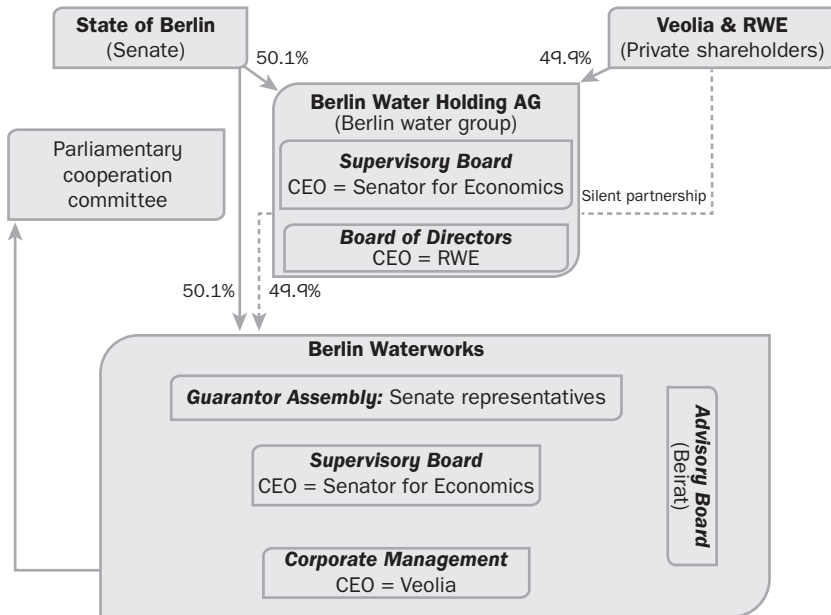 State of Berlin
(Senate)
Veolia & RWE
(Private shareholders)
50.1%
49.9%
Berlin Water Holding AG
(Berlin water group)
Supervisory Board
CEO = Senator for Economics
Board of Directors
CEO = RWE
Parliamentary
cooperation
committee
Silent partnership
50.1%
49.9%
Berlin Waterworks
Guarantor Assembly: Senate representatives
Supervisory Board
CEO = Senator for Economics
Corporate Management
CEO = Veolia
Advisory Board
(Beirat)